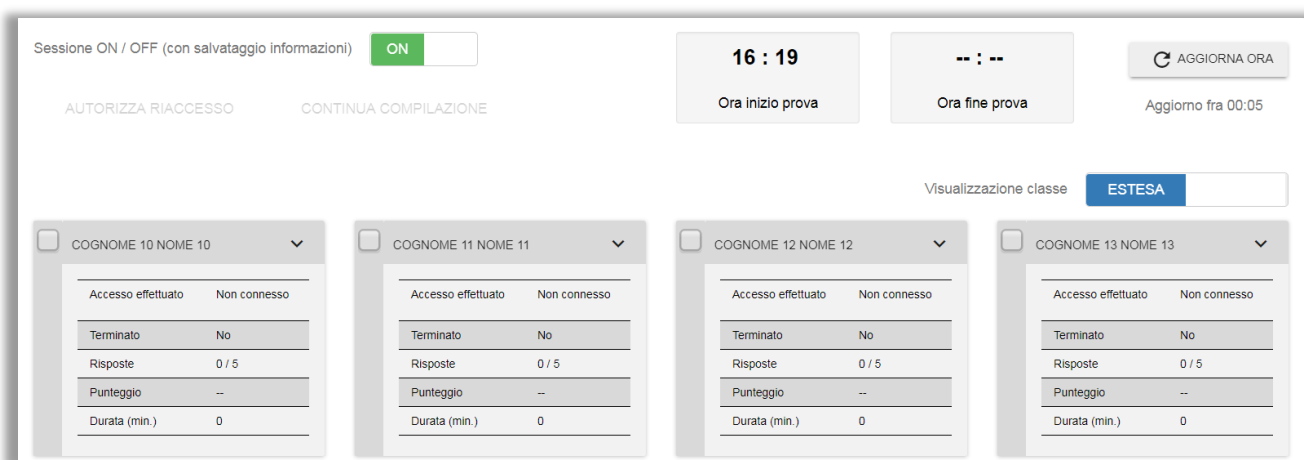 Sessione ON / OFF (con salvataggio informazioni) ON
16 : 19
Ora inizio prova
-- : --
Ora fine prova
AGGIORNA ORA
Aggiorno fra 00:05
AUTORIZZA RIACCESSO CONTINUA COMPILAZIONE
Visualizzazione classe ESTESA
COGNOME 10 NOME 10
Accesso effettuato Non connesso
Terminato No
Risposte 0 / 5
Punteggio --
Durata (min.) 0
COGNOME 11 NOME 11
Accesso effettuato Non connesso
Terminato No
Risposte 0 / 5
Punteggio --
Durata (min.) 0
COGNOME 12 NOME 12
Accesso effettuato Non connesso
Terminato No
Risposte 0 / 5
Punteggio --
Durata (min.) 0
COGNOME 13 NOME 13
Accesso effettuato Non connesso
Terminato No
Risposte 0 / 5
Punteggio --
Durata (min.) 0